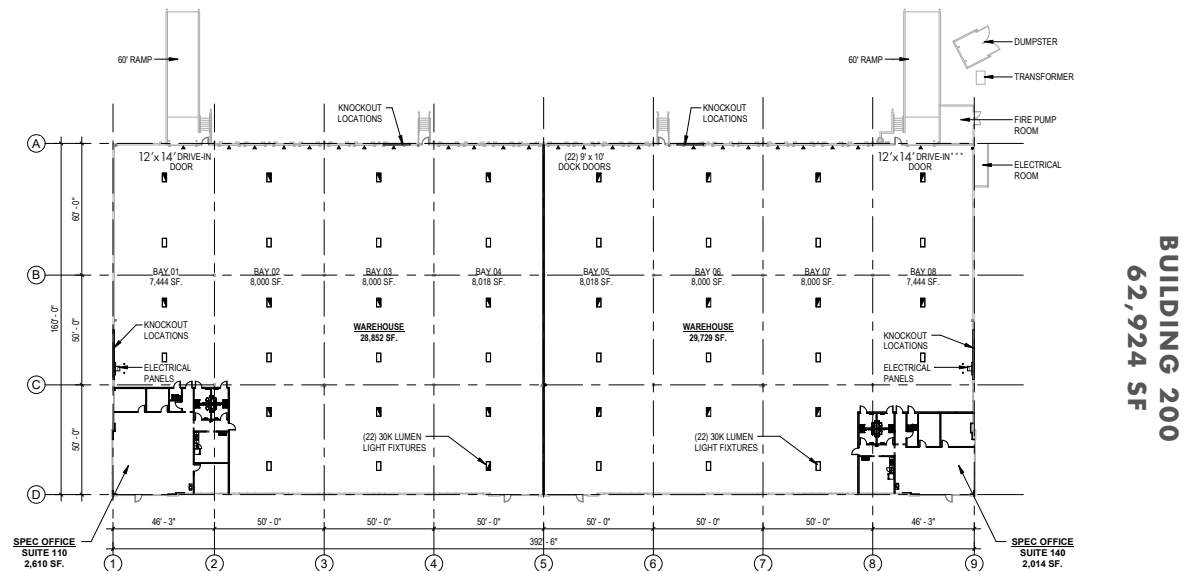 60' RAMP
60' RAMP
DUMPSTER
TRANSFORMER
FIRE PUMP
ROOM
ELECTRICAL
ROOM
KNOCKOUT
LOCATIONS
KNOCKOUT
LOCATIONS
A
12'x14' DRIVE-IN
DOOR
(22) 9' x 10'
DOCK DOORS
12'x14' DRIVE-IN***
DOOR
60' - 0"
B
BAY 01
7,444 SF.
BAY 02
8,000 SF.
BAY 03
8,000 SF.
BAY 04
8,018 SF.
BAY 05
8,018 SF.
BAY 06
8,000 SF.
BAY 07
8,000 SF.
BAY 08
7,444 SF.
160' - 0"
50' - 0"
KNOCKOUT
LOCATIONS
WAREHOUSE
28,852 SF.
WAREHOUSE
29,729 SF.
KNOCKOUT
LOCATIONS
ELECTRICAL
PANELS
ELECTRICAL
PANELS
C
50' - 0"
(22) 30K LUMEN
LIGHT FIXTURES
(22) 30K LUMEN
LIGHT FIXTURES
D
46' - 3"
50' - 0"
50' - 0"
50' - 0"
50' - 0"
50' - 0"
50' - 0"
46' - 3"
392' - 6"
SPEC OFFICE
SUITE 110
2,610 SF.
SPEC OFFICE
SUITE 140
2,014 SF.
1
2
3
4
5
6
7
8
9
BUILDING 200
62,924 SF